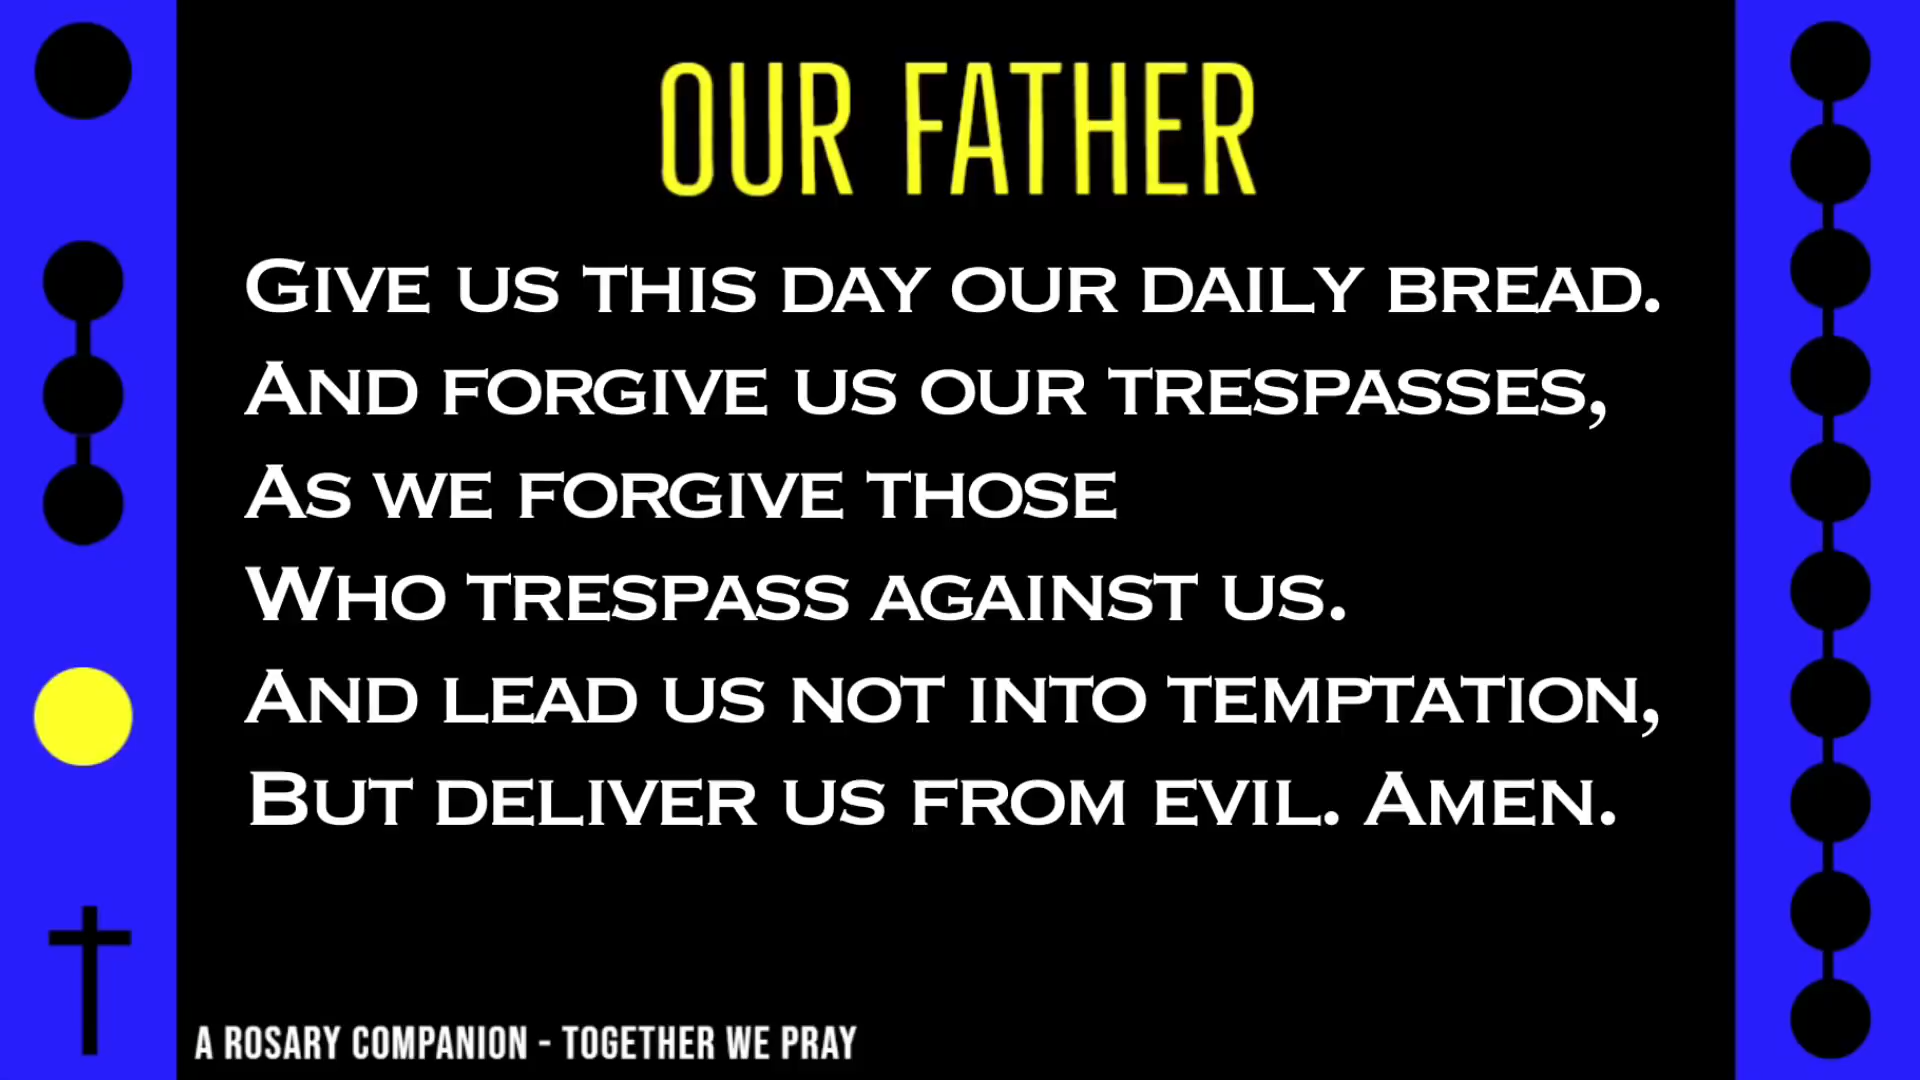 OUR FATHER
GIVE US THIS DAY OUR DAILY BREAD.
AND FORGIVE US OUR TRESPASSES,
AS WE FORGIVE THOSE
WHO TRESPASS AGAINST US.
AND LEAD US NOT INTO TEMPTATION,
BUT DELIVER US FROM EVIL. AMEN.
A ROSARY COMPANION - TOGETHER WE PRAY